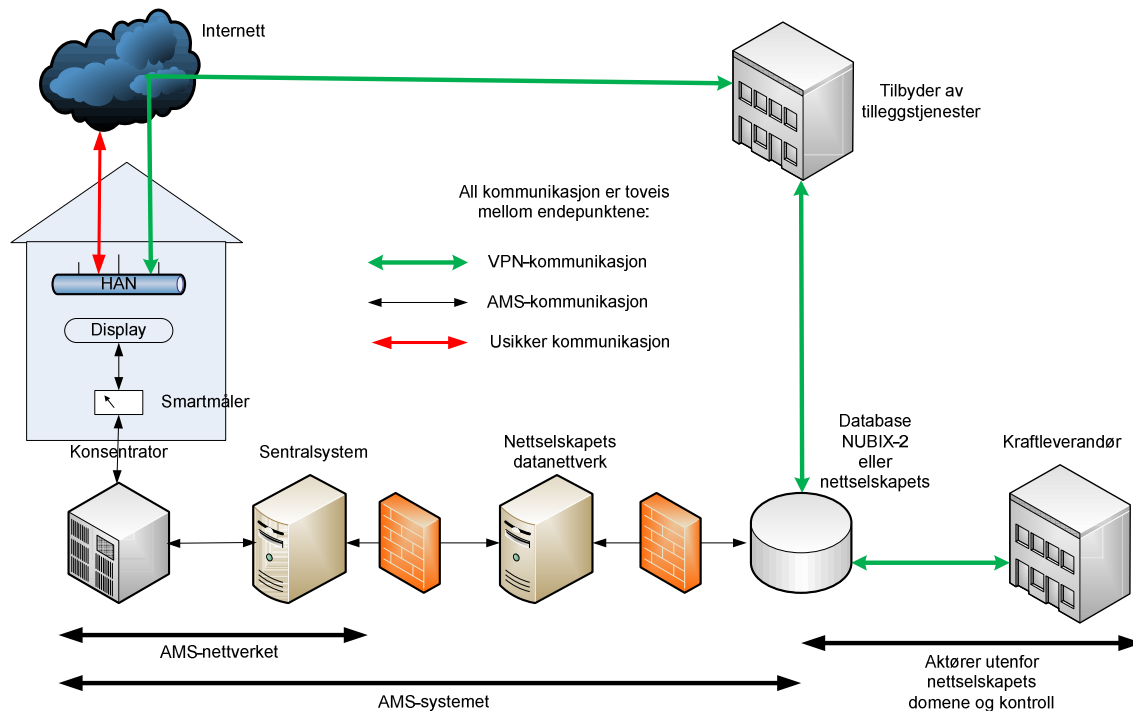 Internett
Tilbyder av
tilleggstjenester
All kommunikasjon er toveis
mellom endepunktene:
VPN-kommunikasjon
AMS-kommunikasjon
Usikker kommunikasjon
HAN
Display
Smartmåler
Konsentrator
Sentralsystem
Nettselskapets
datanettverk
Database
NUBIX-2
eller
nettselskapets
Kraftleverandør
AMS-nettverket
AMS-systemet
Aktører utenfor
nettselskapets
domene og kontroll